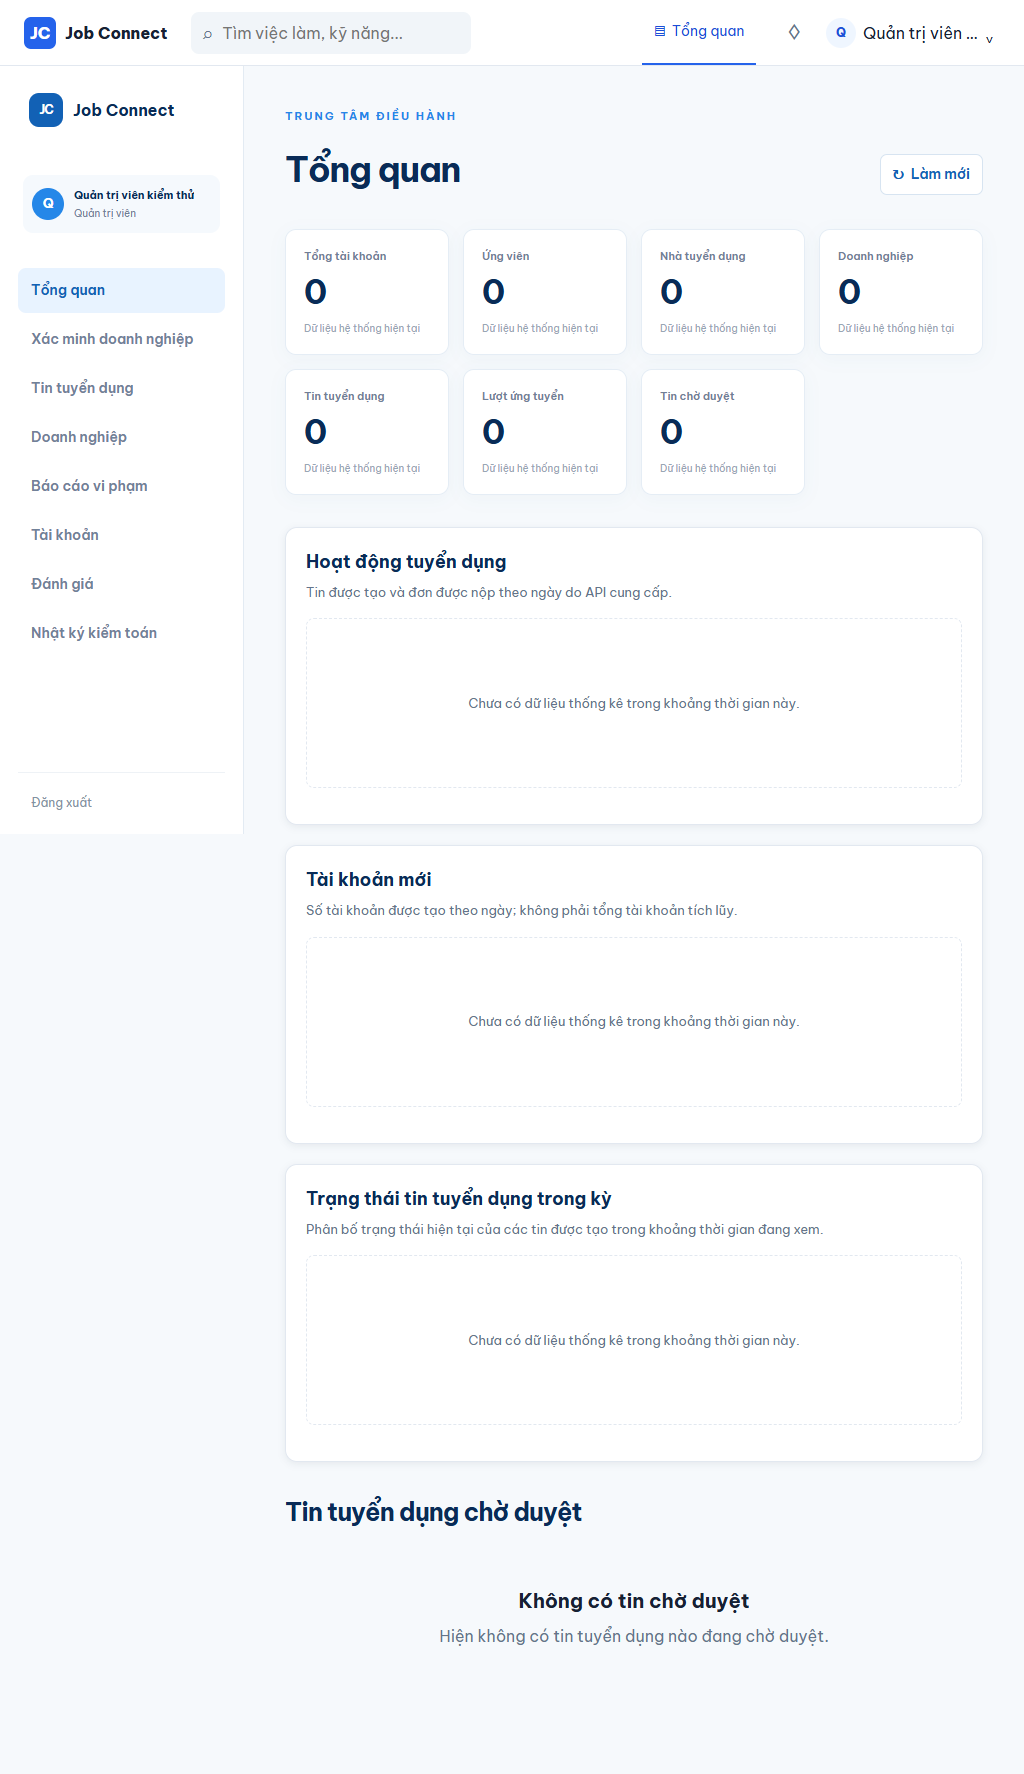 JC Job Connect
Tìm việc làm, kỹ năng...
Tổng quan
Q Quản trị viên ...
JC Job Connect
Q
Quản trị viên kiểm thử
Quản trị viên
Tổng quan
Xác minh doanh nghiệp
Tin tuyển dụng
Doanh nghiệp
Báo cáo vi phạm
Tài khoản
Đánh giá
Nhật ký kiểm toán
Đăng xuất
TRUNG TÂM ĐIỀU HÀNH
Tổng quan
↻ Làm mới
Tổng tài khoản
0
Dữ liệu hệ thống hiện tại
Ứng viên
0
Dữ liệu hệ thống hiện tại
Nhà tuyển dụng
0
Dữ liệu hệ thống hiện tại
Doanh nghiệp
0
Dữ liệu hệ thống hiện tại
Tin tuyển dụng
0
Dữ liệu hệ thống hiện tại
Lượt ứng tuyển
0
Dữ liệu hệ thống hiện tại
Tin chờ duyệt
0
Dữ liệu hệ thống hiện tại
Hoạt động tuyển dụng
Tin được tạo và đơn được nộp theo ngày do API cung cấp.
Chưa có dữ liệu thống kê trong khoảng thời gian này.
Tài khoản mới
Số tài khoản được tạo theo ngày; không phải tổng tài khoản tích lũy.
Chưa có dữ liệu thống kê trong khoảng thời gian này.
Trạng thái tin tuyển dụng trong kỳ
Phân bố trạng thái hiện tại của các tin được tạo trong khoảng thời gian đang xem.
Chưa có dữ liệu thống kê trong khoảng thời gian này.
Tin tuyển dụng chờ duyệt
Không có tin chờ duyệt
Hiện không có tin tuyển dụng nào đang chờ duyệt.